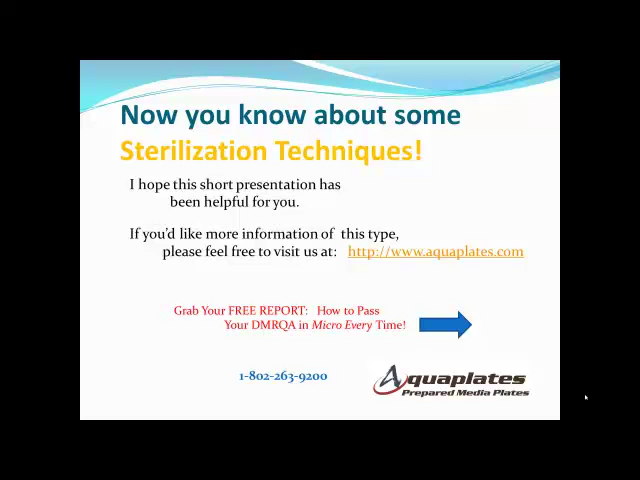 Now you know about some
Sterilization Techniques!
I hope this short presentation has
been helpful for you.
If you'd like more information of this type,
please feel free to visit us at: http://www.aquaplates.com
Grab Your FREE REPORT: How to Pass
Your DMRQA in Micro Every Time!
1-802-263-9200
Aquaplates
Prepared Media Plates